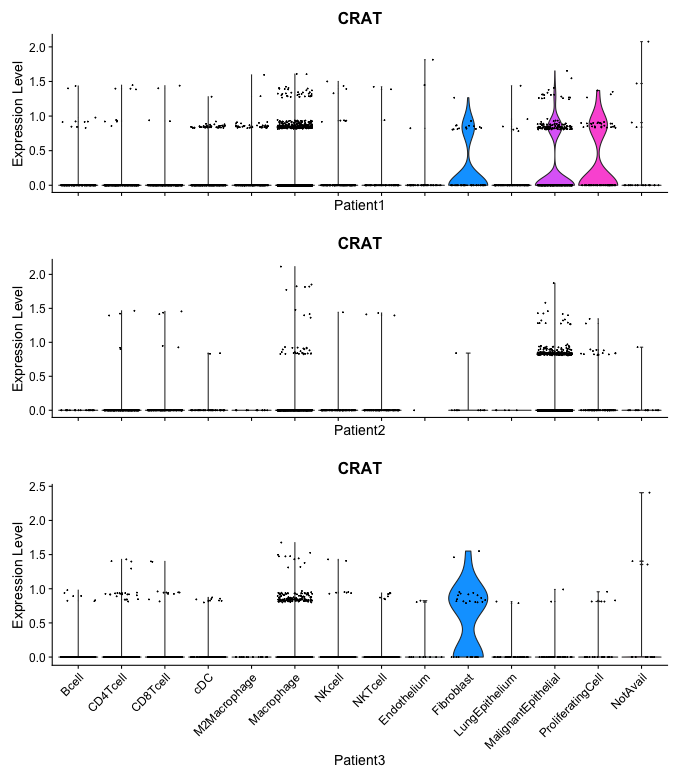 CRAT
Expression Level
2.0
1.5
1.0
0.5
0.0
Patient1
CRAT
Expression Level
2.0
1.5
1.0
0.5
0.0
Patient2
CRAT
Expression Level
2.5
2.0
1.5
1.0
0.5
0.0
Bcell
CD4Tcell
CD8Tcell
cDC
M2Macrophage
Macrophage
NKcell
NKTcell
Endothelium
Fibroblast
LungEpithelium
MalignantEpithelial
ProliferatingCell
NotAvail
Patient3